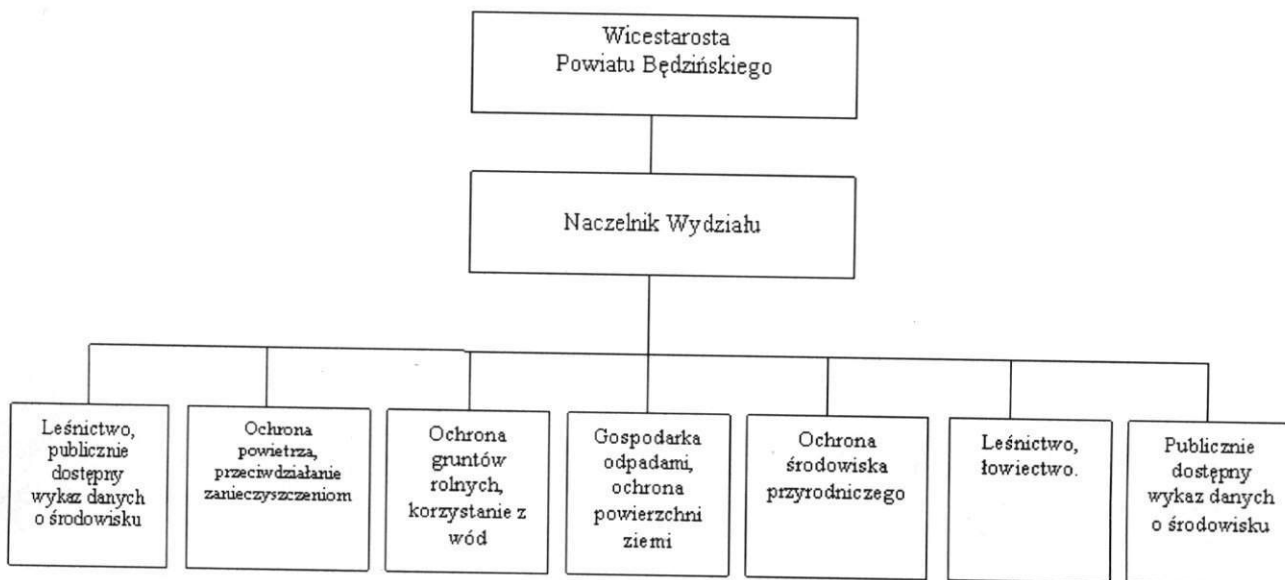 Wicestarosta
Powiatu Będzińskiego
Naczelnik Wydziału
Leśnictwo,
publicznie
dostępny
wykaz danych
o środowisku
Ochrona
powietrza,
przeciwdziałanie
zanieczyszczeniom
Ochrona
gruntów
rolnych,
korzystanie z
wód
Gospodarka
odpadami,
ochrona
powierzchni
ziemi
Ochrona
środowiska
przyrodniczego
Leśnictwo,
łowiectwo.
Publicznie
dostępny
wykaz danych
o środowisku